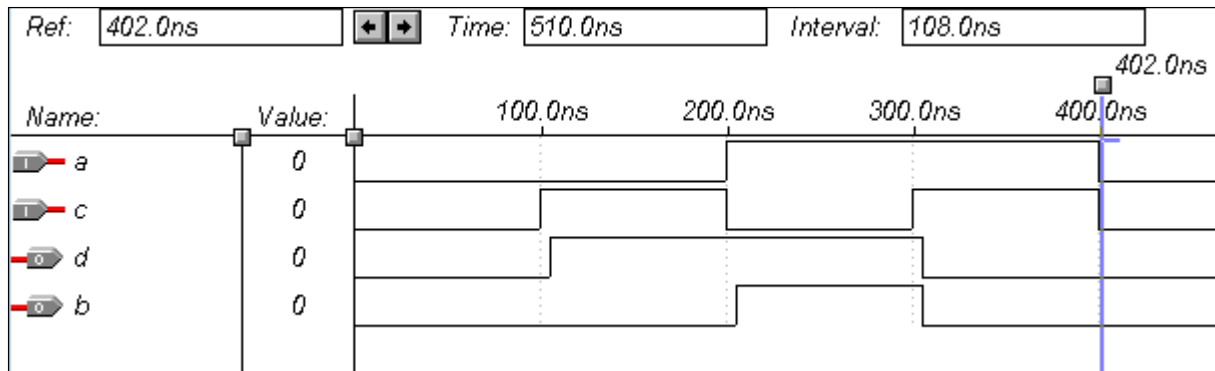 Ref: 402.0ns Time: 510.0ns Interval: 108.0ns
402.0ns
Name: Value: 100.0ns 200.0ns 300.0ns 400.0ns
I a 0
I c 0
O d 0
O b 0